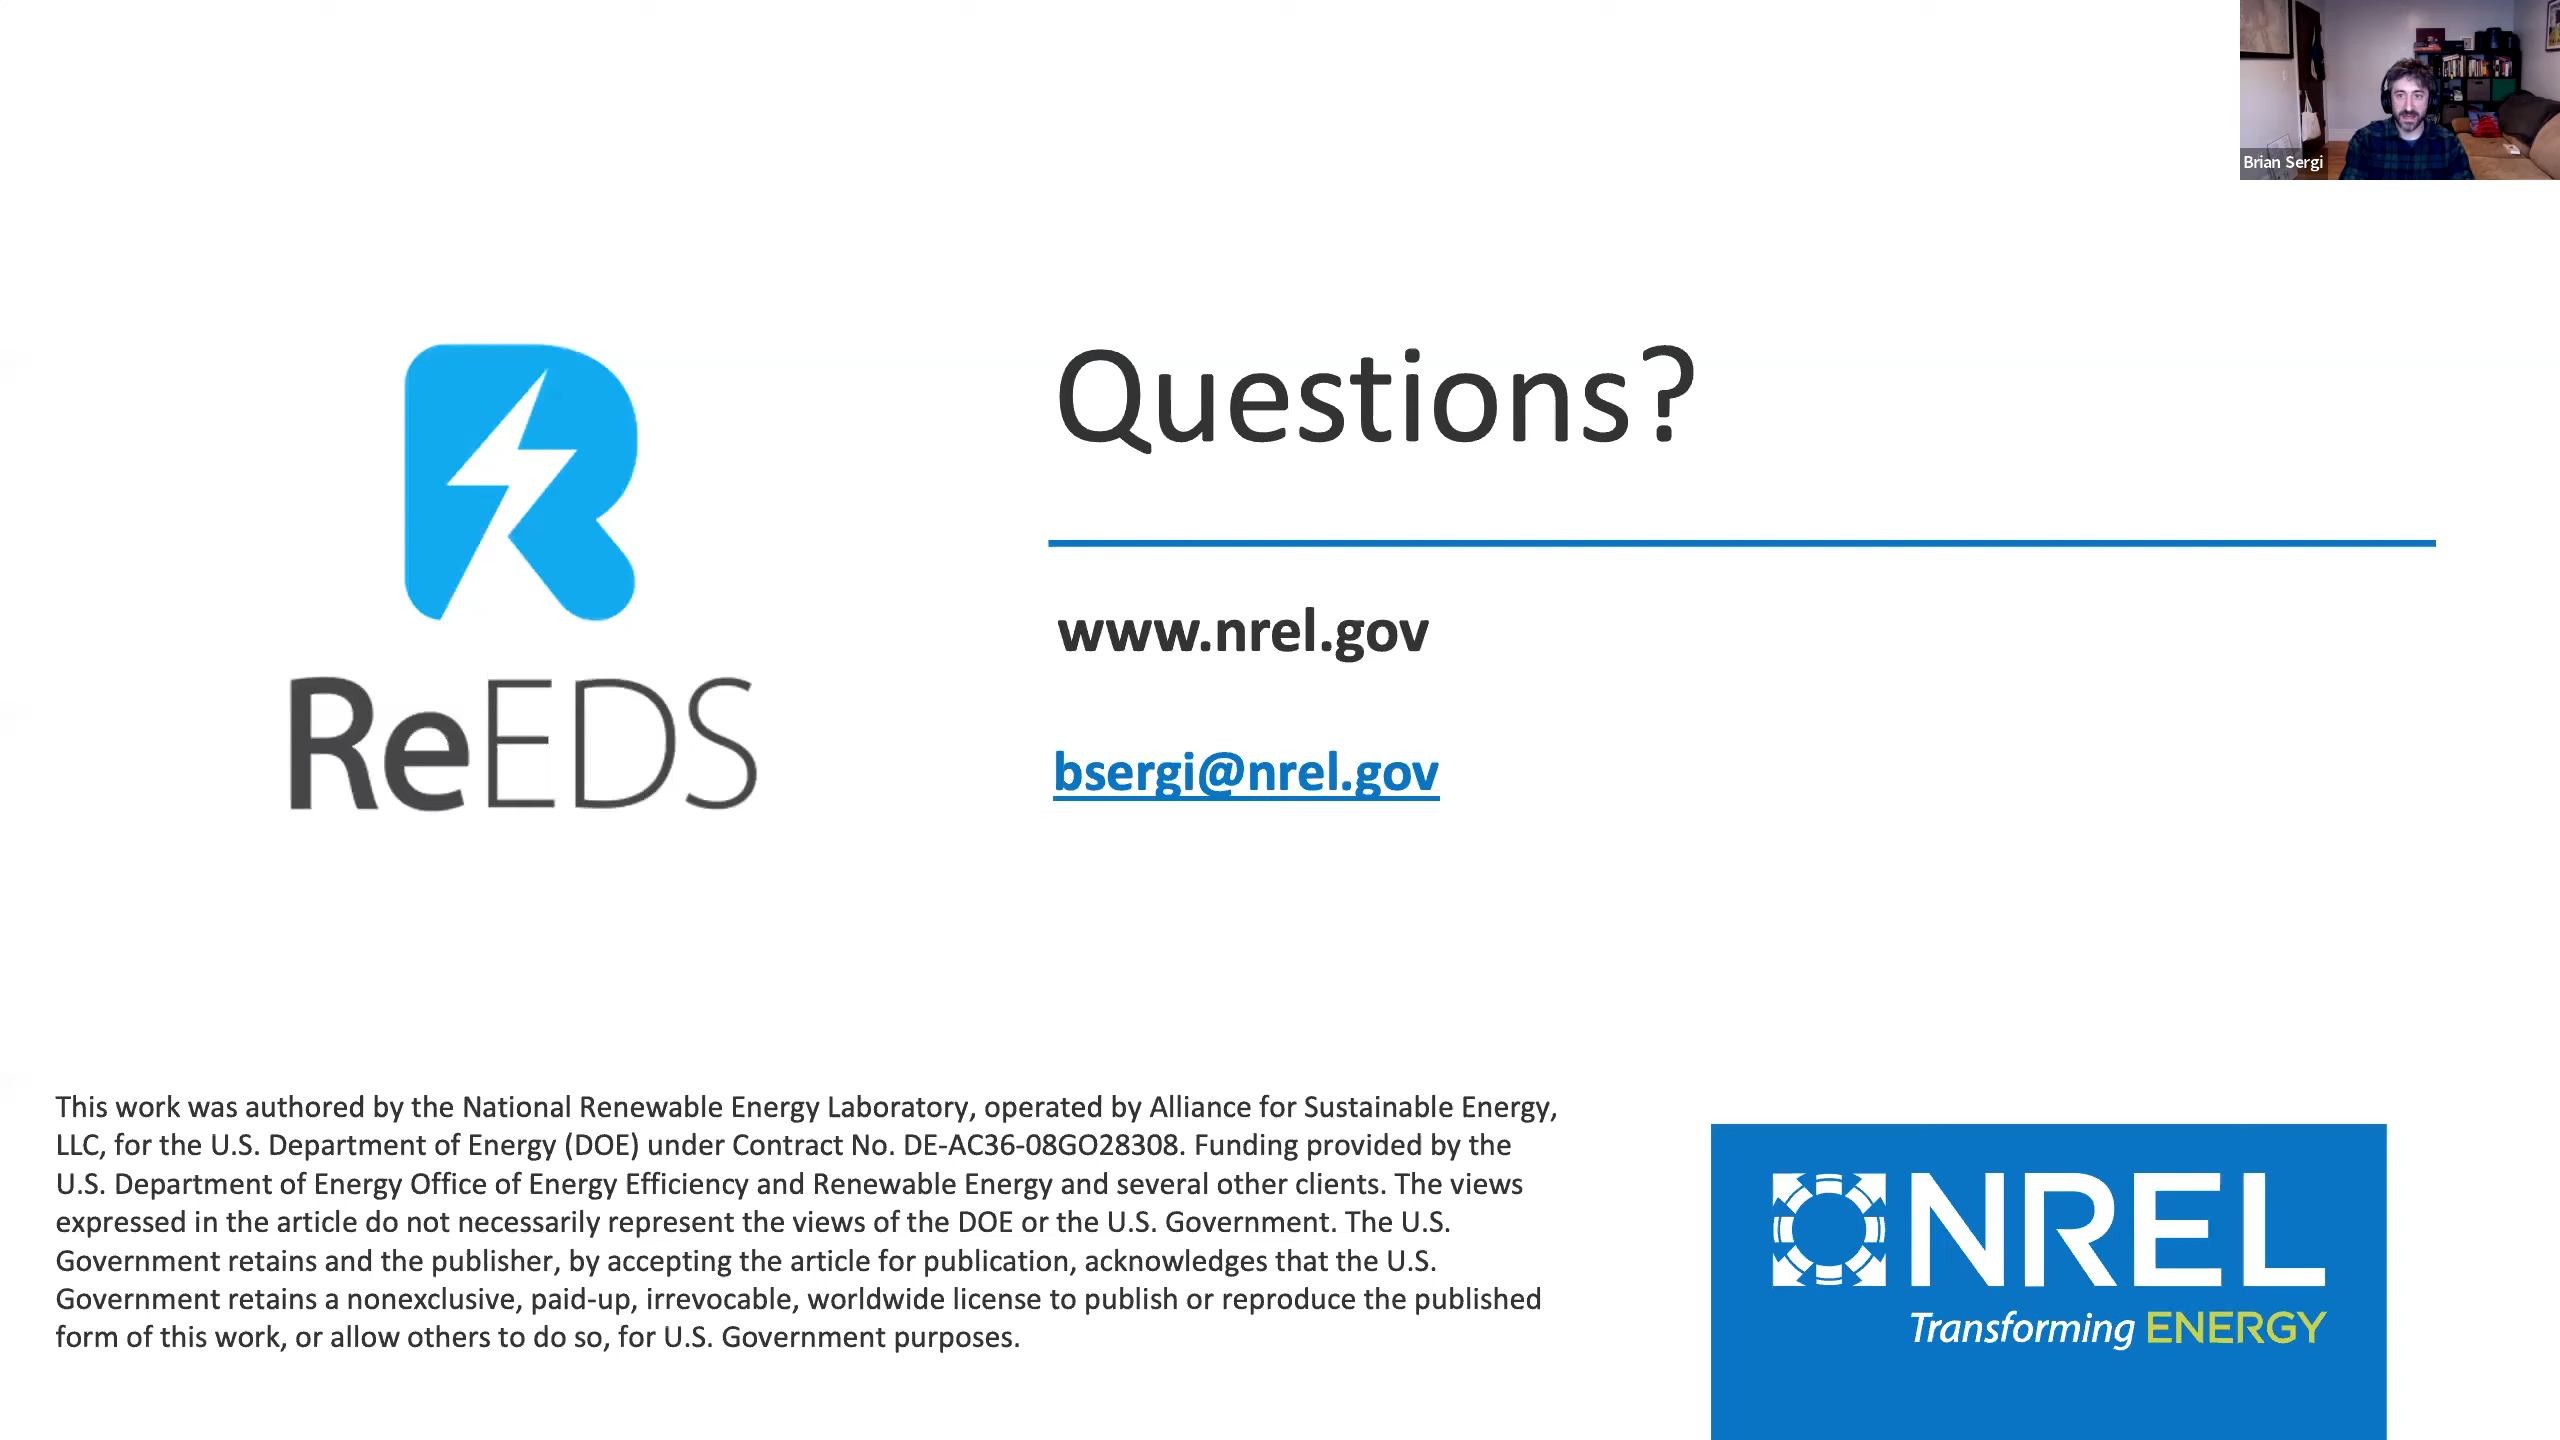 Brian Sergi
Questions?
www.nrel.gov
bsergi@nrel.gov
ReEDS
This work was authored by the National Renewable Energy Laboratory, operated by Alliance for Sustainable Energy,
LLC, for the U.S. Department of Energy (DOE) under Contract No. DE-AC36-08GO28308. Funding provided by the
U.S. Department of Energy Office of Energy Efficiency and Renewable Energy and several other clients. The views
expressed in the article do not necessarily represent the views of the DOE or the U.S. Government. The U.S.
Government retains and the publisher, by accepting the article for publication, acknowledges that the U.S.
Government retains a nonexclusive, paid-up, irrevocable, worldwide license to publish or reproduce the published
form of this work, or allow others to do so, for U.S. Government purposes.
NREL
Transforming ENERGY